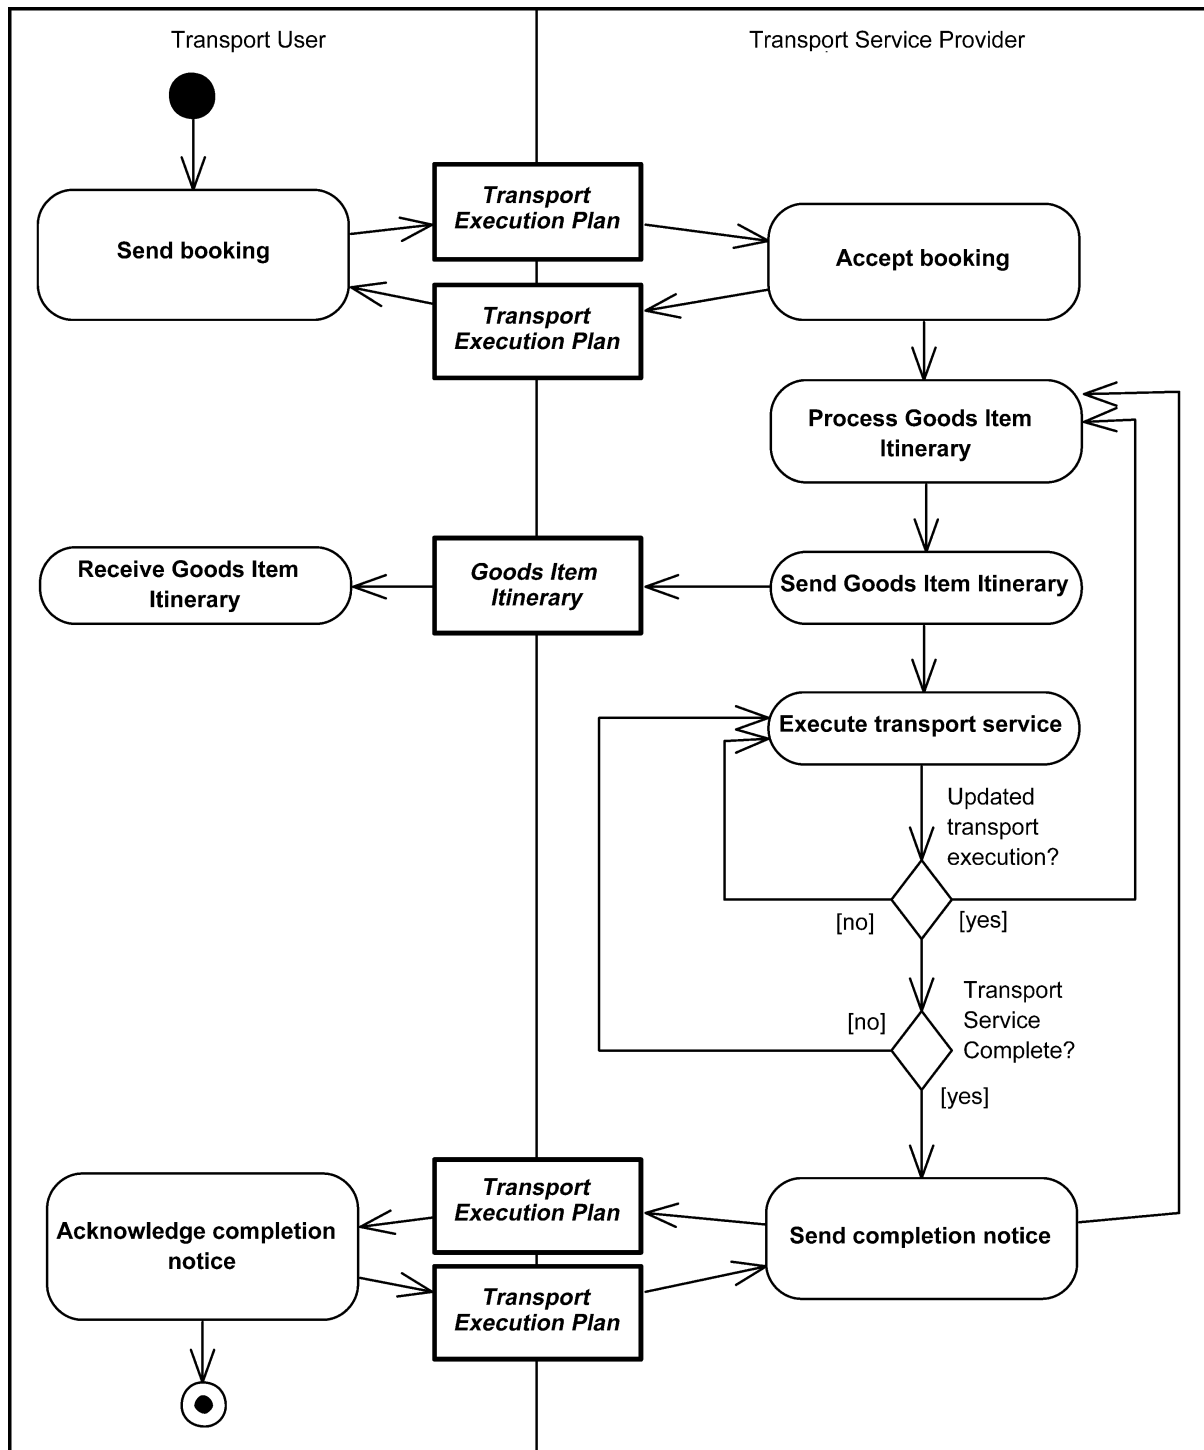 Transport User
Transport Service Provider
Transport
Execution Plan
Send booking
Accept booking
Transport
Execution Plan
Process Goods Item
Itinerary
Receive Goods Item
Itinerary
Goods Item
Itinerary
Send Goods Item Itinerary
Execute transport service
Updated
transport
execution?
[no]
[yes]
Transport
Service
Complete?
[no]
[yes]
Transport
Execution Plan
Acknowledge completion
notice
Send completion notice
Transport
Execution Plan